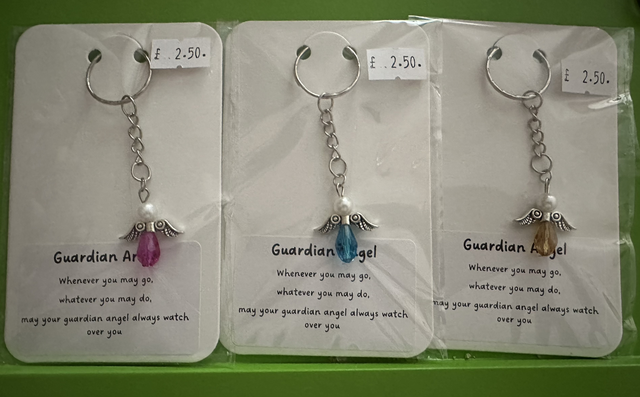 £ 2.50.
Guardian An
Whenever you may go,
whatever you may do,
may your guardian angel always watch
over you
£ 2.50.
Guardian gel
Whenever you may go,
whatever you may do,
may your guardian angel always watch
over you
£ 2.50.
Guardian A gel
Whenever you may go,
whatever you may do,
may your guardian angel always watch
over you